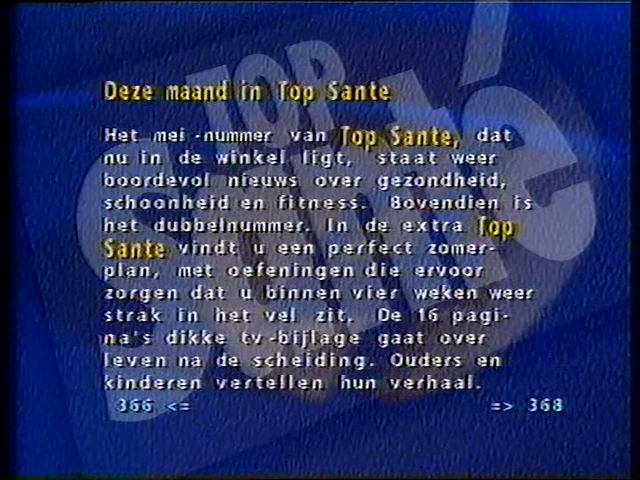 TOP
Santé
Deze maand in Top Sante
Het mei-nummer van Top Sante, dat
nu in de winkel ligt, staat weer
boordevol nieuws over gezondheid,
schoonheid en fitness. Bovendien is
het dubbelnummer. In de extra Top
Sante vindt u een perfect zomer-
plan, met oefeningen die ervoor
zorgen dat u binnen vier weken weer
strak in het vel zit. De 16 pagi-
na's dikke tv-bijlage gaat over
leven na de scheiding. Ouders en
kinderen vertellen hun verhaal.
366 <= => 368